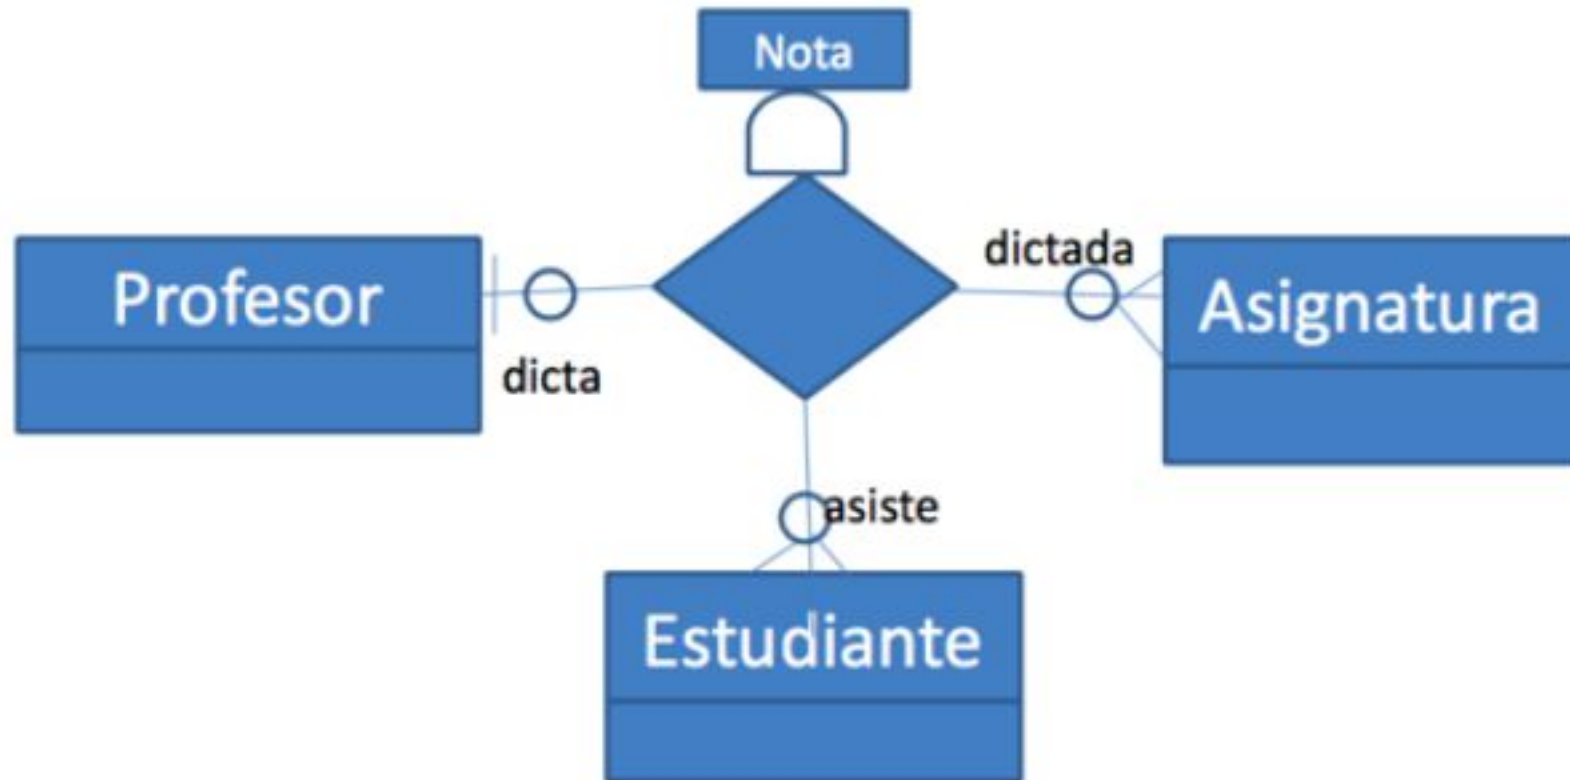 Nota
dictada
Profesor
Asignatura
dicta
asiste
Estudiante